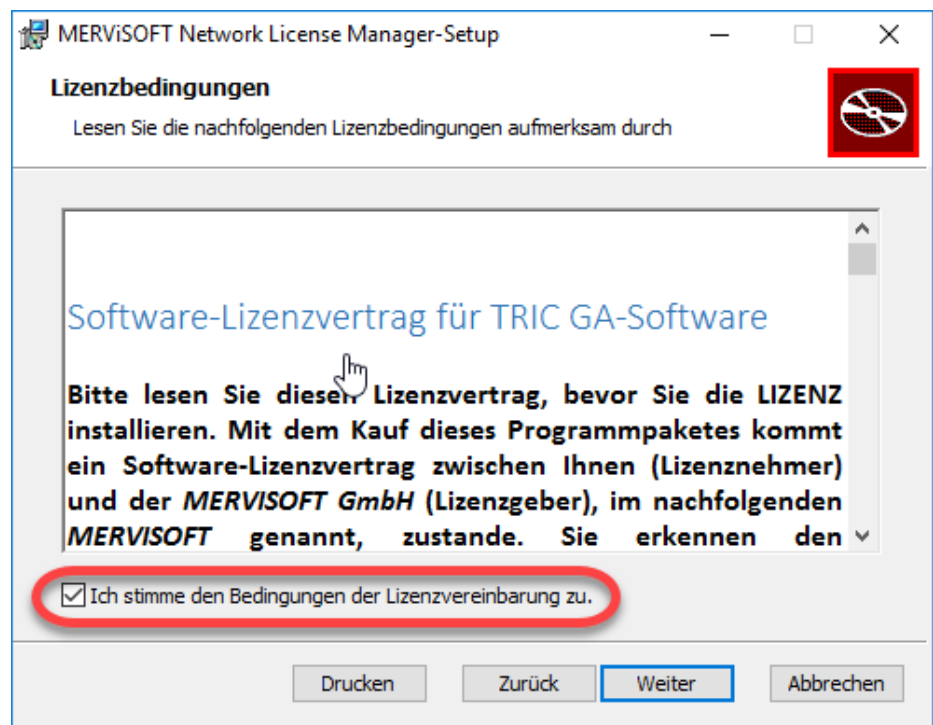 MERViSOFT Network License Manager-Setup
Lizenzbedingungen
Lesen Sie die nachfolgenden Lizenzbedingungen aufmerksam durch
Software-Lizenzvertrag für TRIC GA-Software
Bitte lesen Sie diesen Lizenzvertrag, bevor Sie die LIZENZ
installieren. Mit dem Kauf dieses Programmpaketes kommt
ein Software-Lizenzvertrag zwischen Ihnen (Lizenznehmer)
und der MERVISOFT GmbH (Lizenzgeber), im nachfolgenden
MERVISOFT genannt, zustande. Sie erkennen den
Ich stimme den Bedingungen der Lizenzvereinbarung zu.
Drucken Zurück Weiter Abbrechen